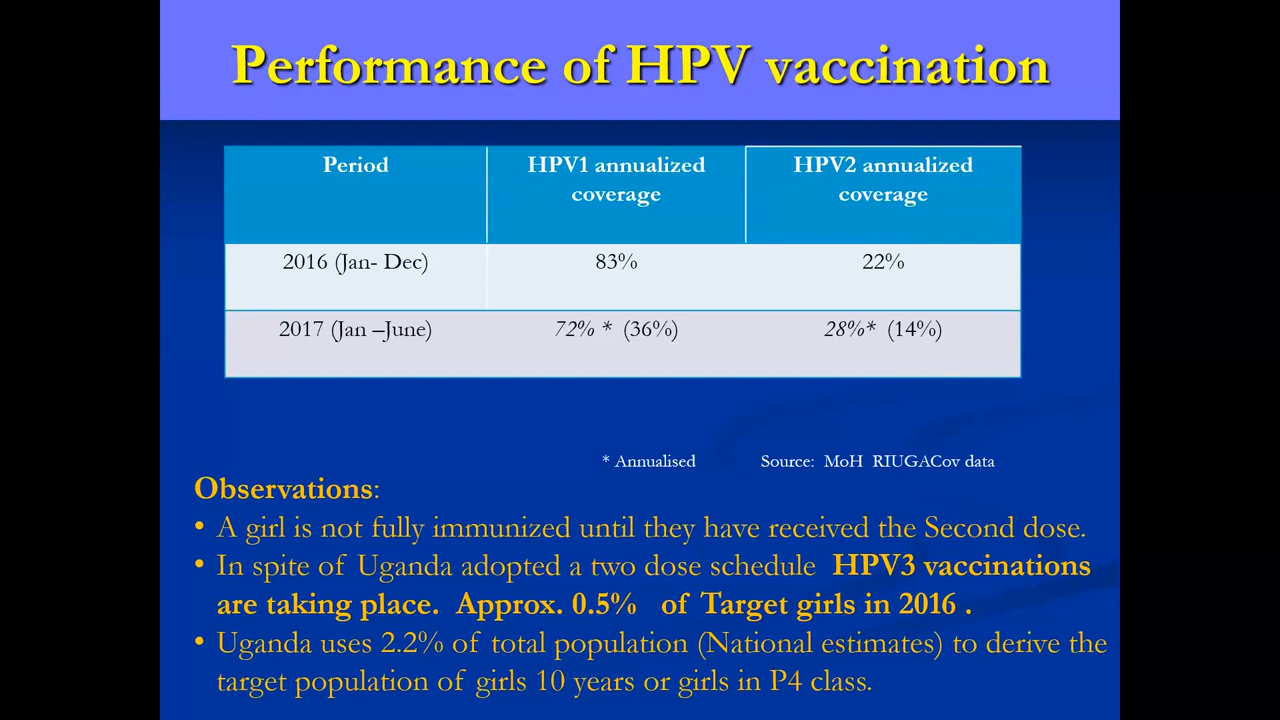 Performance of HPV vaccination
Period HPV1 annualized coverage HPV2 annualized coverage
2016 (Jan- Dec) 83% 22%
2017 (Jan –June) 72% * (36%) 28%* (14%)
* Annualised Source: MoH RIUGACov data
Observations:
• A girl is not fully immunized until they have received the Second dose.
• In spite of Uganda adopted a two dose schedule HPV3 vaccinations
are taking place. Approx. 0.5% of Target girls in 2016 .
• Uganda uses 2.2% of total population (National estimates) to derive the
target population of girls 10 years or girls in P4 class.